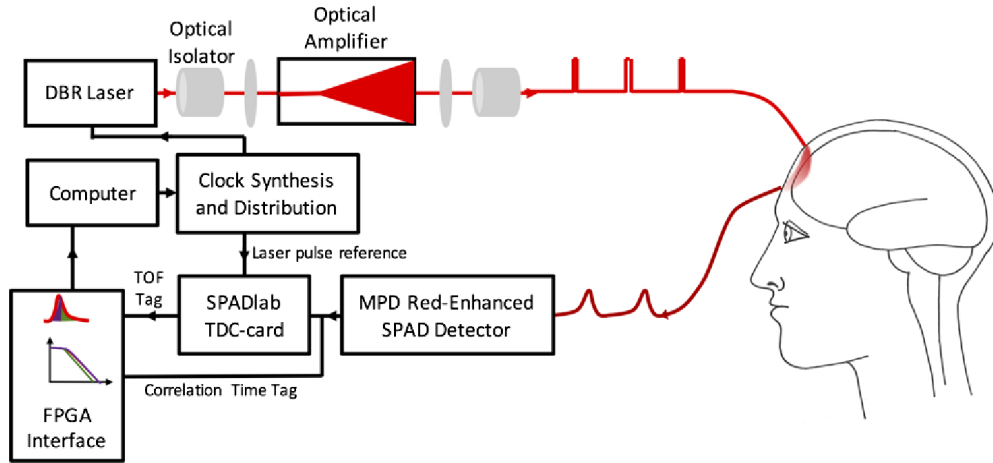 Optical
Isolator
Optical
Amplifier
DBR Laser
Computer
Clock Synthesis
and Distribution
Laser pulse reference
TOF
Tag
SPADlab
TDC-card
MPD Red-Enhanced
SPAD Detector
Correlation Time Tag
FPGA
Interface